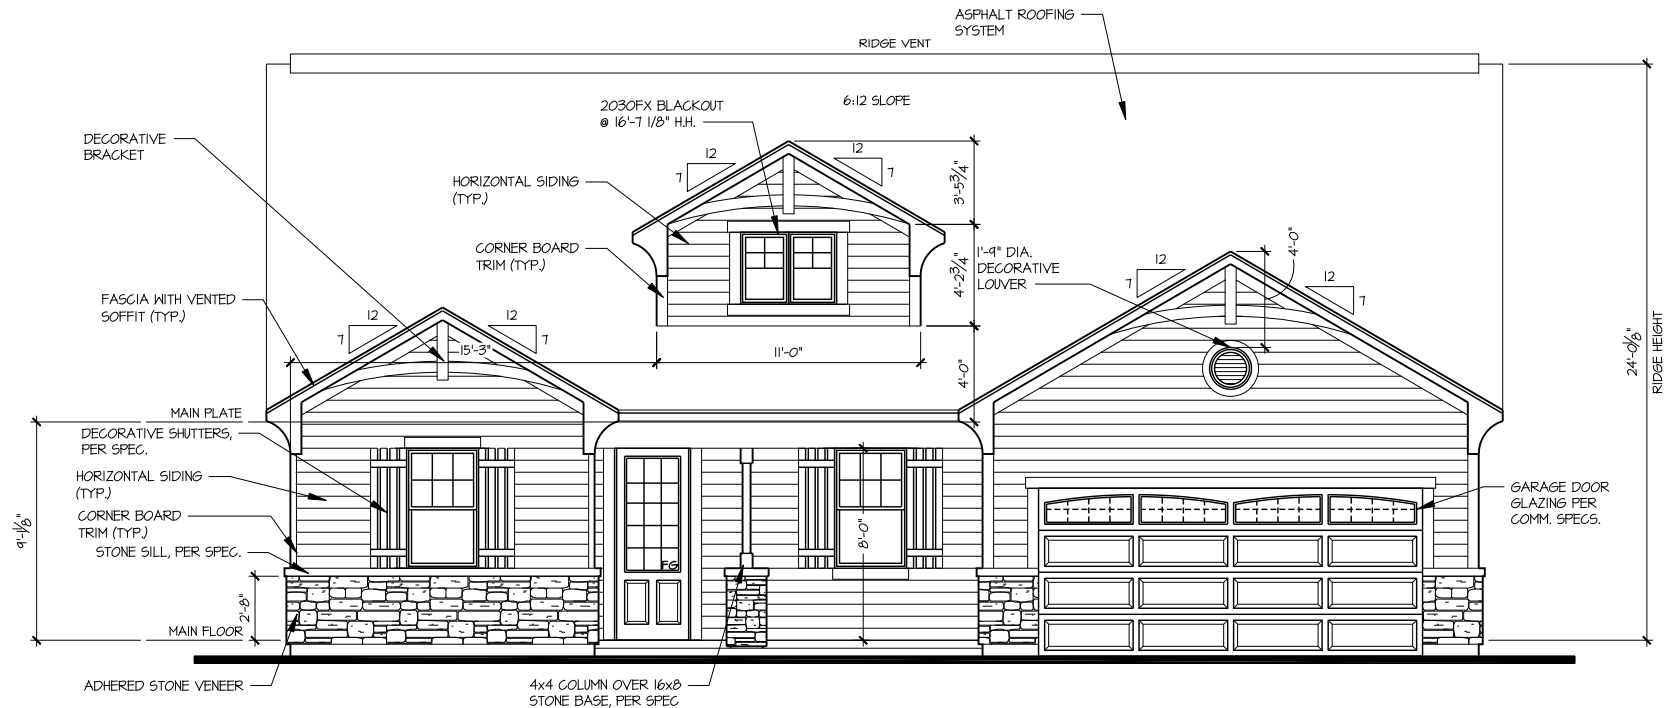 ASPHALT ROOFING
SYSTEM
RIDGE VENT
6:12 SLOPE
2030FX BLACKOUT
@ 16'-7 1/8" H.H.
DECORATIVE
BRACKET
12
7
12
7
3'-5 3/4"
HORIZONTAL SIDING
(TYP.)
CORNER BOARD
TRIM (TYP.)
4'-2 3/4"
1'-9" DIA.
DECORATIVE
LOUVER
4'-0"
12
7
12
7
FASCIA WITH VENTED
SOFFIT (TYP.)
12
7
12
7
15'-3"
11'-0"
4'-0"
24'-0 1/8"
RIDGE HEIGHT
MAIN PLATE
DECORATIVE SHUTTERS,
PER SPEC.
HORIZONTAL SIDING
(TYP.)
CORNER BOARD
TRIM (TYP.)
STONE SILL, PER SPEC.
9'-1 1/8"
8'-0"
FG
GARAGE DOOR
GLAZING PER
COMM. SPECS.
2'-8"
MAIN FLOOR
ADHERED STONE VENEER
4x4 COLUMN OVER 16x8
STONE BASE, PER SPEC